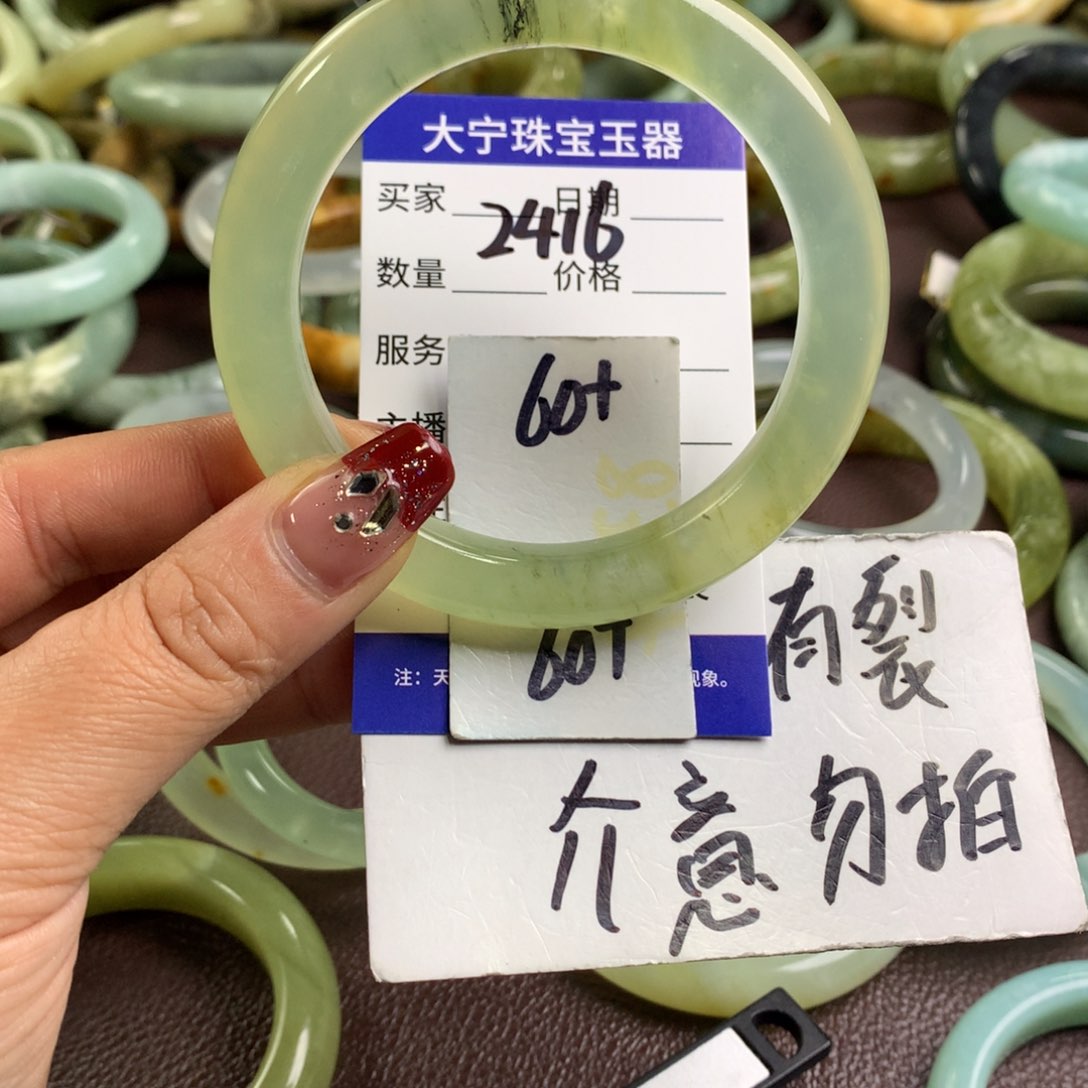 大宁珠宝玉器
买家 日期
2416
数量 价格
服务
主播
60+
60+
注：天 现象。
有裂
介意勿拍